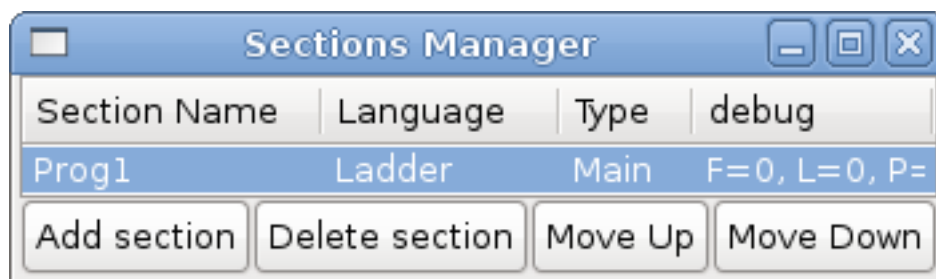 Sections Manager
Section Name Language Type debug
Prog1 Ladder Main F=0, L=0, P=
Add section Delete section Move Up Move Down